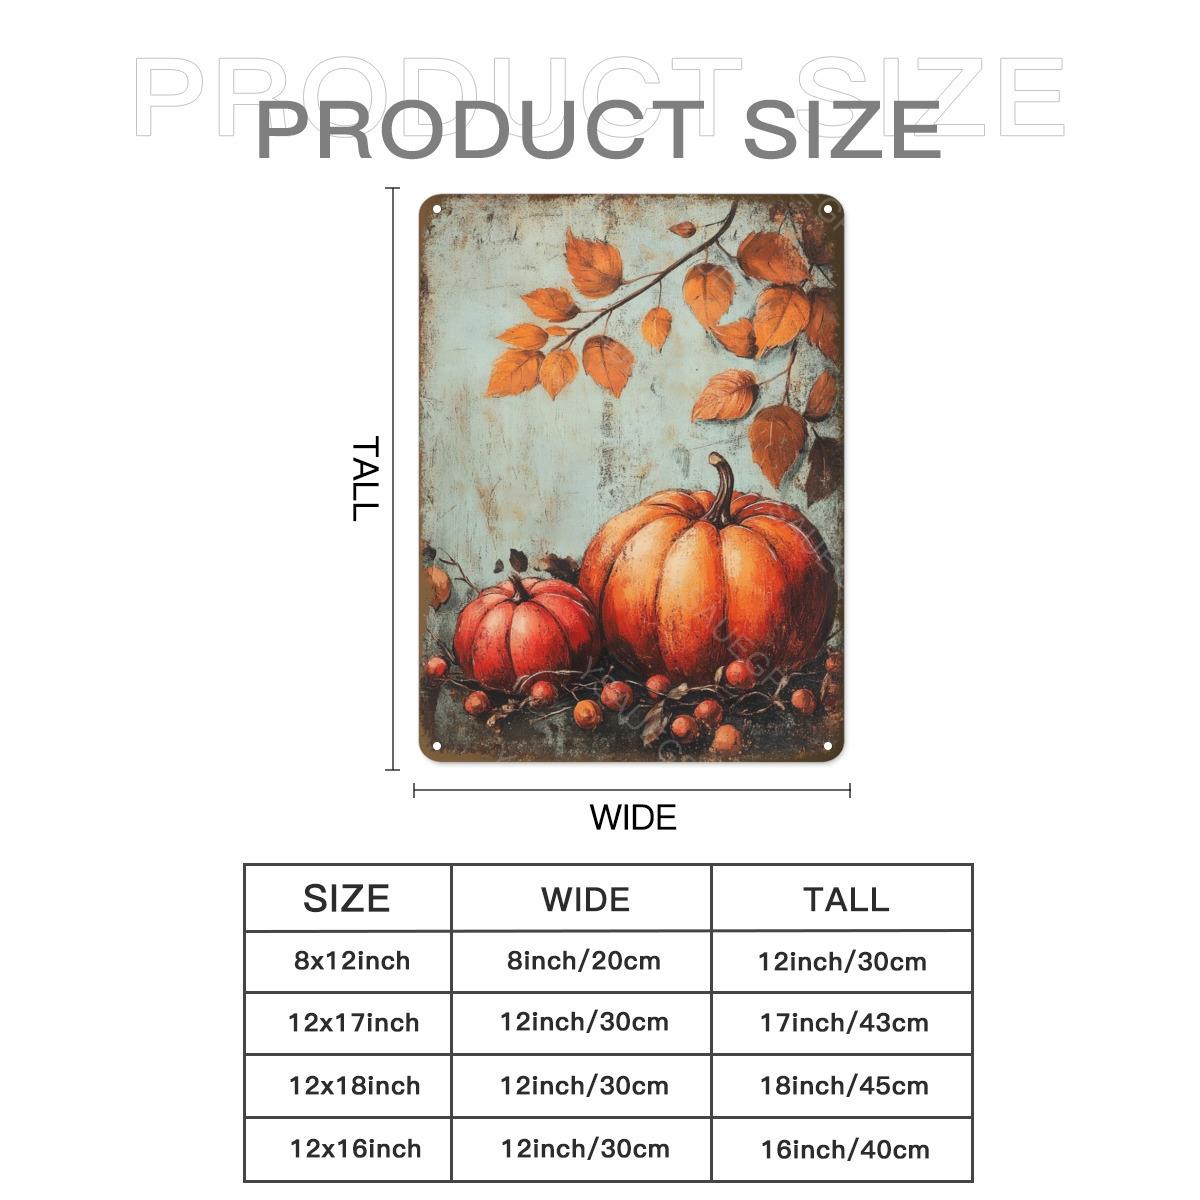 PRODUCT SIZE
PRODUCT SIZE
TALL
AUEGP
WIDE
SIZE WIDE TALL
8x12inch 8inch/20cm 12inch/30cm
12x17inch 12inch/30cm 17inch/43cm
12x18inch 12inch/30cm 18inch/45cm
12x16inch 12inch/30cm 16inch/40cm